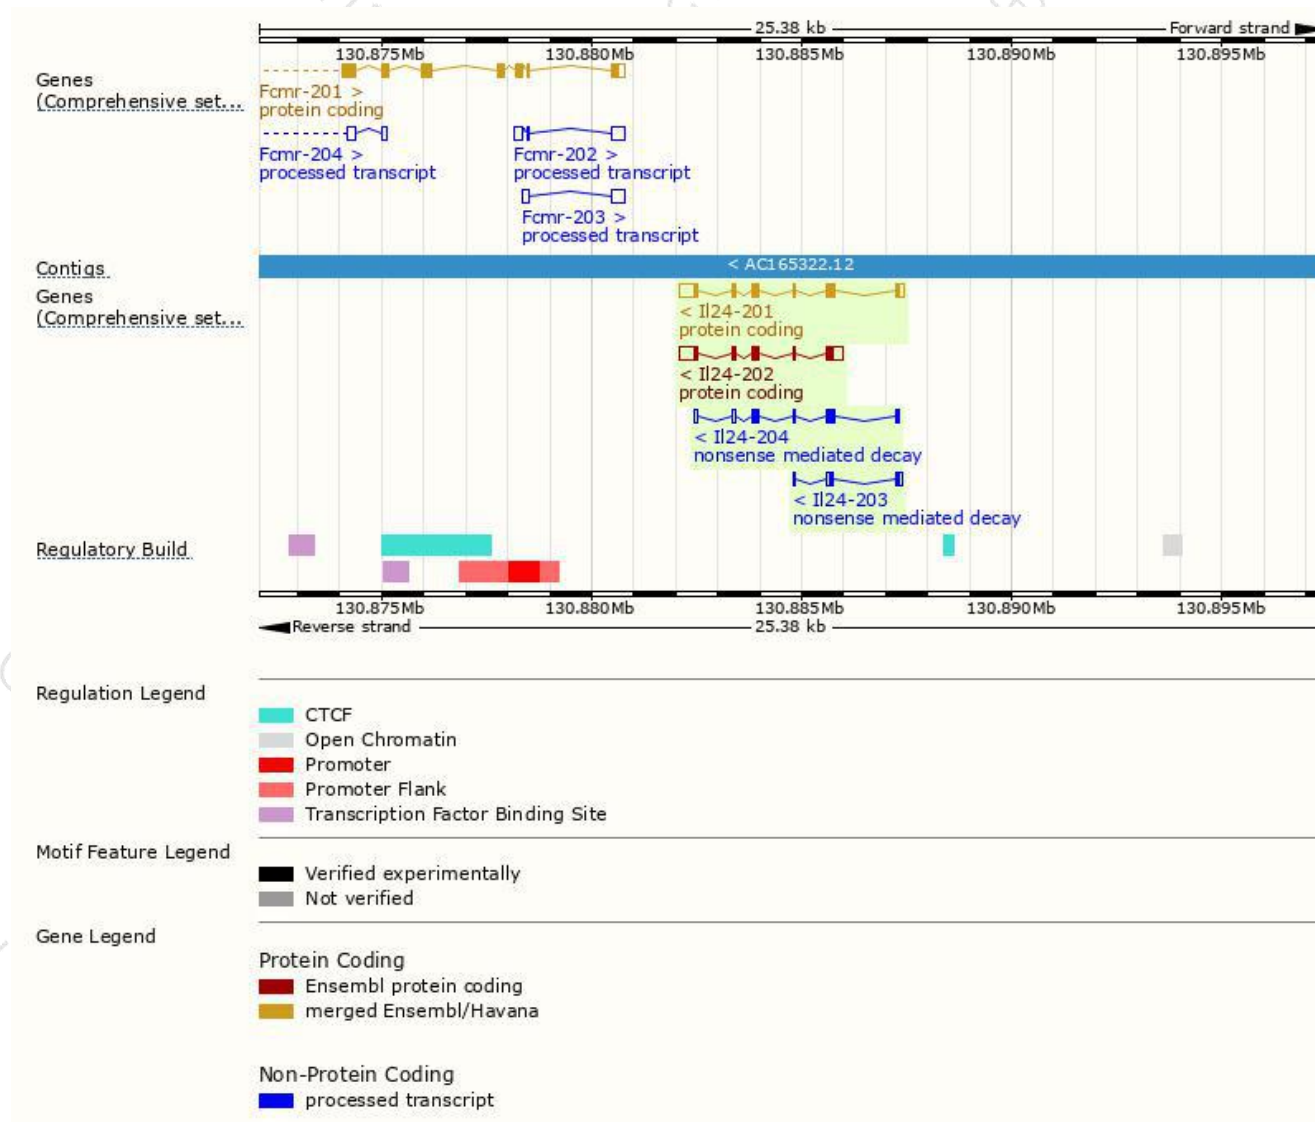 25.38 kb
Forward strand
130.875Mb 130.880Mb 130.885Mb 130.890Mb 130.895Mb
Genes
(Comprehensive set...
Fcmr-201 >
protein coding
Fcmr-204 >
processed transcript
Fcmr-202 >
processed transcript
Fcmr-203 >
processed transcript
Contigs
< AC165322.12
Genes
(Comprehensive set...
< Il24-201
protein coding
< Il24-202
protein coding
< Il24-204
nonsense mediated decay
< Il24-203
nonsense mediated decay
Regulatory Build
130.875Mb 130.880Mb 130.885Mb 130.890Mb 130.895Mb
Reverse strand
25.38 kb
Regulation Legend
CTCF
Open Chromatin
Promoter
Promoter Flank
Transcription Factor Binding Site
Motif Feature Legend
Verified experimentally
Not verified
Gene Legend
Protein Coding
Ensembl protein coding
merged Ensembl/Havana
Non-Protein Coding
processed transcript